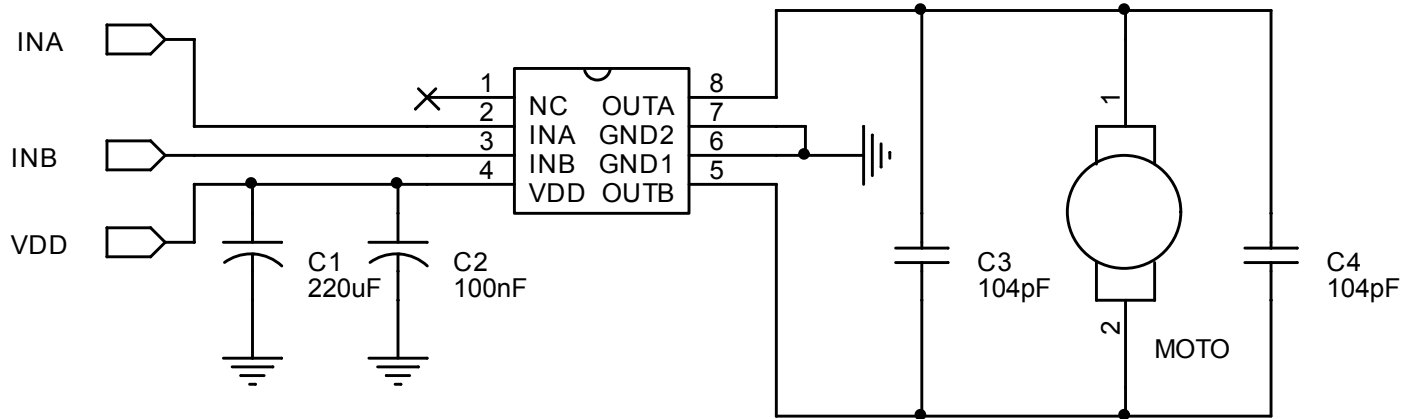 INA
INB
VDD
1
2
3
4
NC OUTA
INA GND2
INB GND1
VDD OUTB
8
7
6
5
C1
220uF
C2
100nF
C3
104pF
1
2
MOTO
C4
104pF